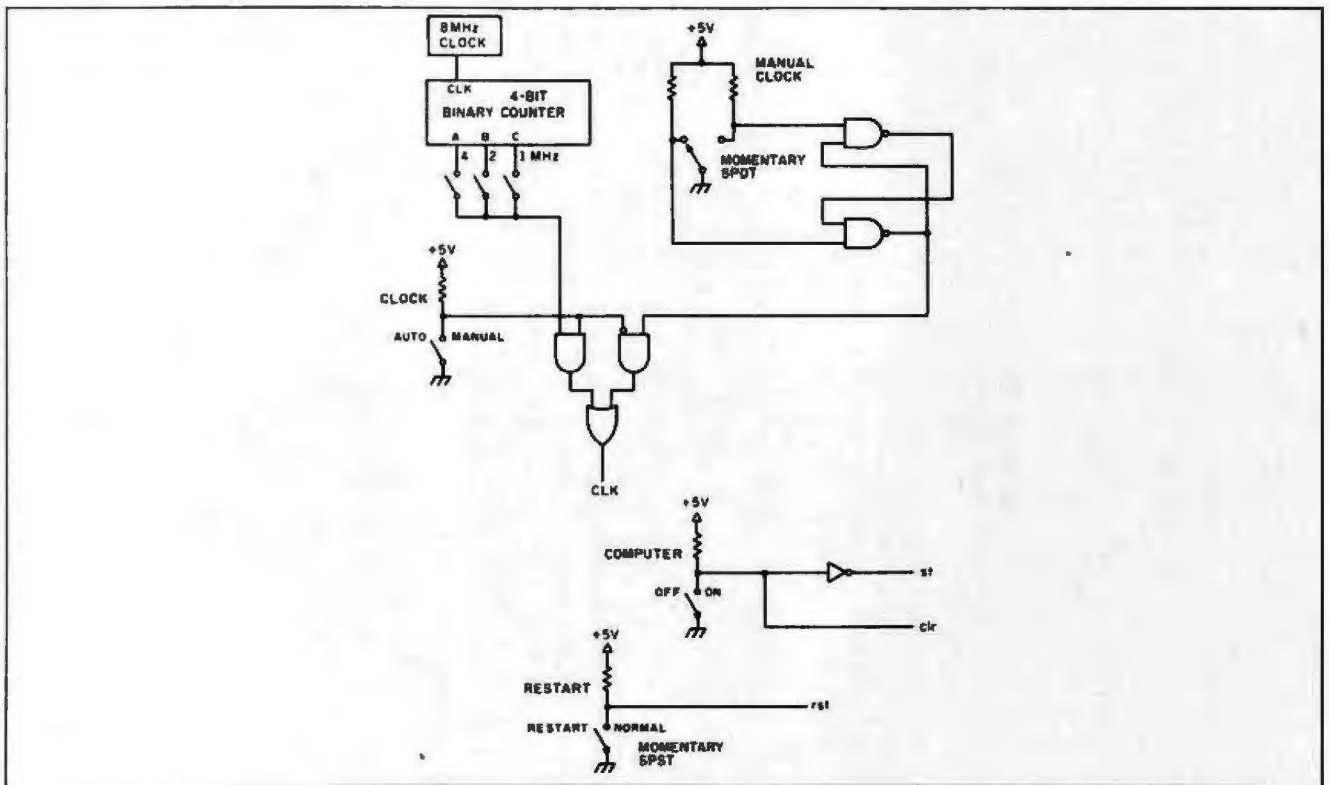 8MHz
CLOCK
CLK
4-BIT
BINARY COUNTER
A B C
4 2 1 MHz
+5V
MANUAL
CLOCK
MOMENTARY
SPDT
+5V
CLOCK
AUTO MANUAL
CLK
+5V
COMPUTER
OFF ON
st
clr
+5V
RESTART
rst
RESTART NORMAL
MOMENTARY
SPST